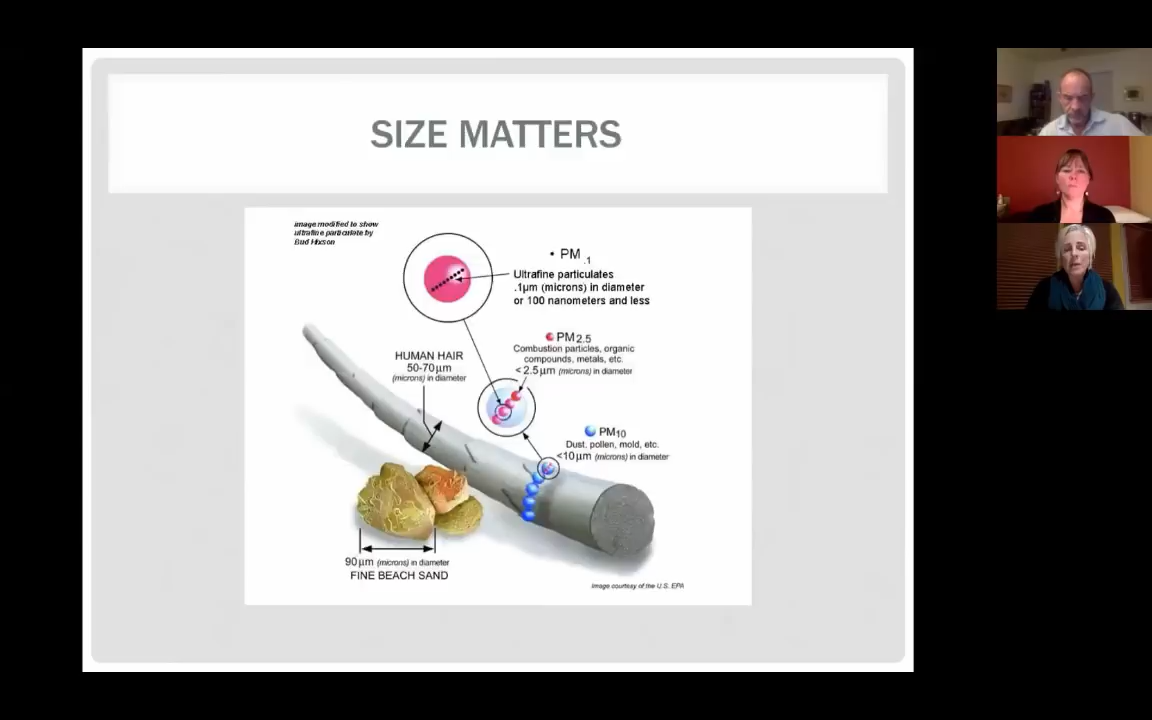 SIZE MATTERS
image modified to show
ultrafine particulate by
Bud Hixson
• PM .1
Ultrafine particulates
.1μm (microns) in diameter
or 100 nanometers and less
PM2.5
Combustion particles, organic
compounds, metals, etc.
< 2.5μm (microns) in diameter
HUMAN HAIR
50-70μm
(microns) in diameter
PM10
Dust, pollen, mold, etc.
<10μm (microns) in diameter
90μm (microns) in diameter
FINE BEACH SAND
Image courtesy of the U.S. EPA